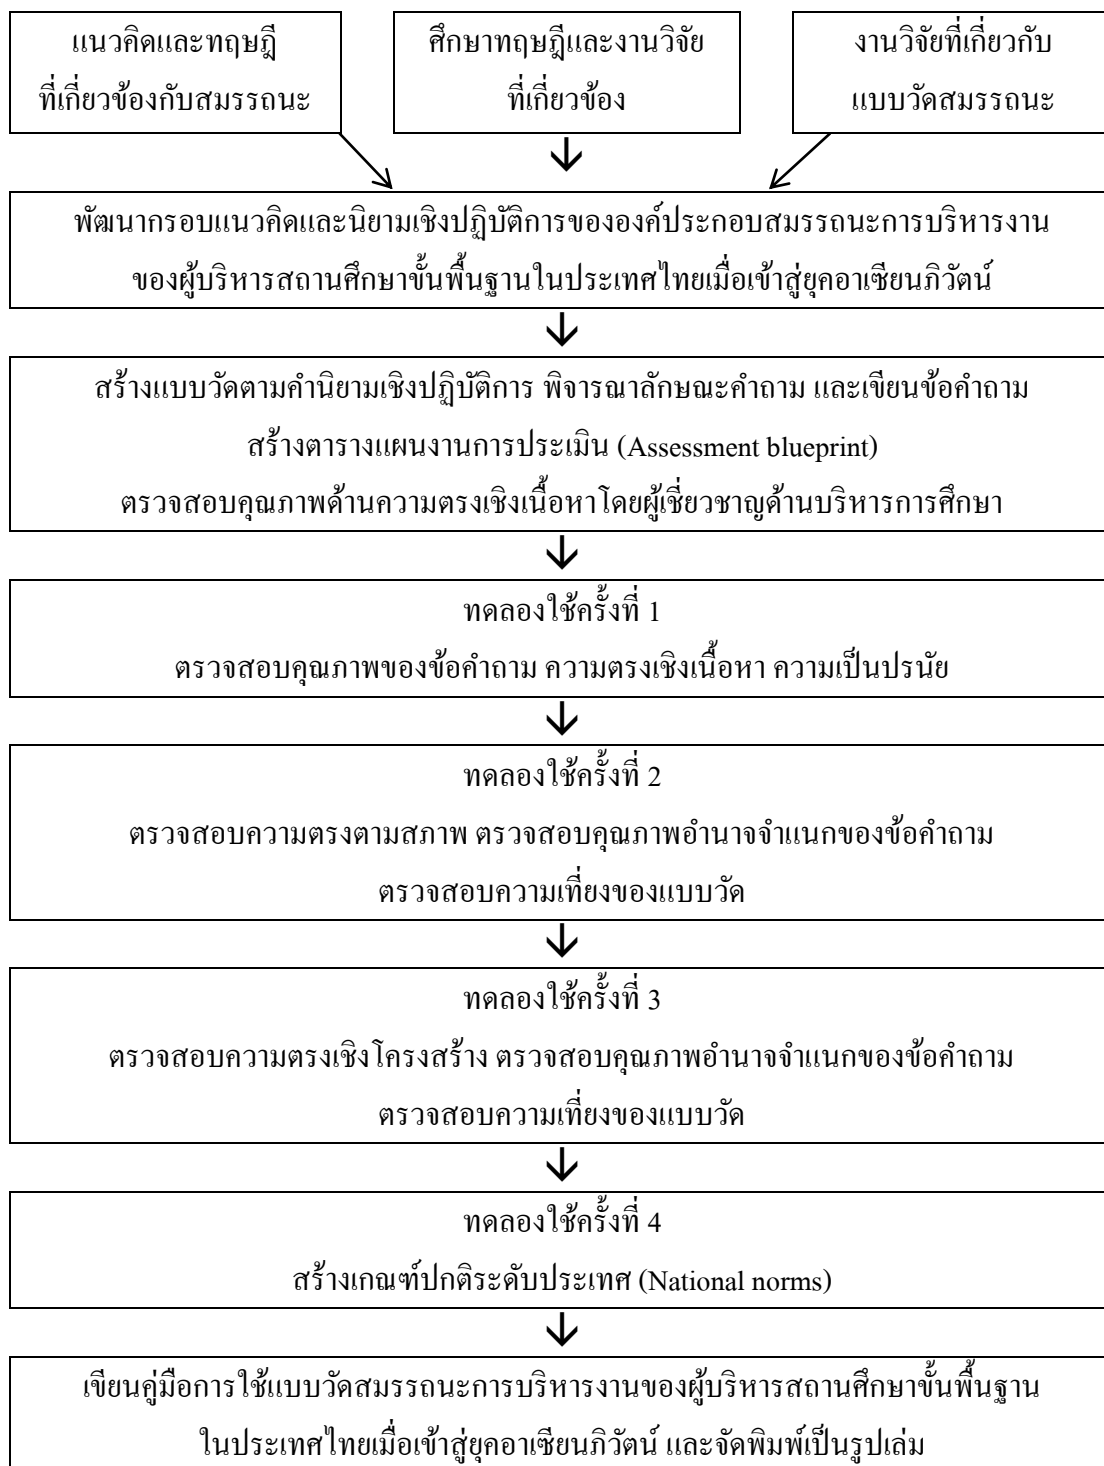 แนวคิดและทฤษฎี
ที่เกี่ยวข้องกับสมรรถนะ
ศึกษาทฤษฎีและงานวิจัย
ที่เกี่ยวข้อง
งานวิจัยที่เกี่ยวกับ
แบบวัดสมรรถนะ
พัฒนากรอบแนวคิดและนิยามเชิงปฏิบัติการขององค์ประกอบสมรรถนะการบริหารงาน
ของผู้บริหารสถานศึกษาขั้นพื้นฐานในประเทศไทยเมื่อเข้าสู่ยุคอาเซียนภิวัตน์
สร้างแบบวัดตามคำนิยามเชิงปฏิบัติการ พิจารณาลักษณะคำถาม และเขียนข้อคำถาม
สร้างตารางแผนงานการประเมิน (Assessment blueprint)
ตรวจสอบคุณภาพด้านความตรงเชิงเนื้อหาโดยผู้เชี่ยวชาญด้านบริหารการศึกษา
ทดลองใช้ครั้งที่ 1
ตรวจสอบคุณภาพของข้อคำถาม ความตรงเชิงเนื้อหา ความเป็นปรนัย
ทดลองใช้ครั้งที่ 2
ตรวจสอบความตรงตามสภาพ ตรวจสอบคุณภาพอำนาจจำแนกของข้อคำถาม
ตรวจสอบความเที่ยงของแบบวัด
ทดลองใช้ครั้งที่ 3
ตรวจสอบความตรงเชิงโครงสร้าง ตรวจสอบคุณภาพอำนาจจำแนกของข้อคำถาม
ตรวจสอบความเที่ยงของแบบวัด
ทดลองใช้ครั้งที่ 4
สร้างเกณฑ์ปกติระดับประเทศ (National norms)
เขียนคู่มือการใช้แบบวัดสมรรถนะการบริหารงานของผู้บริหารสถานศึกษาขั้นพื้นฐาน
ในประเทศไทยเมื่อเข้าสู่ยุคอาเซียนภิวัตน์ และจัดพิมพ์เป็นรูปเล่ม